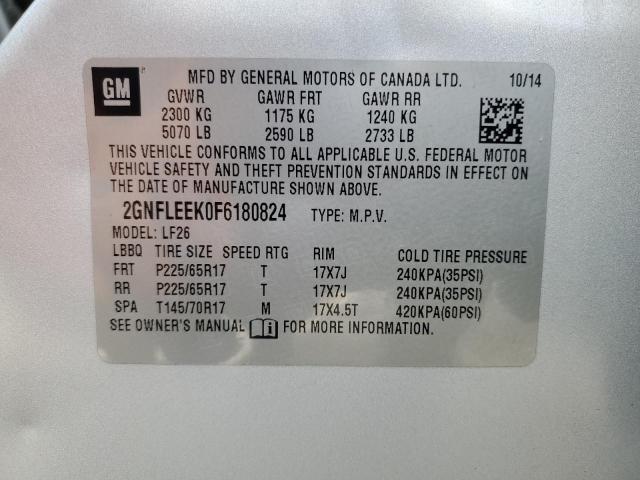 GM MFD BY GENERAL MOTORS OF CANADA LTD. 10/14
GVWR GAWR FRT GAWR RR
2300 KG 1175 KG 1240 KG
5070 LB 2590 LB 2733 LB
THIS VEHICLE CONFORMS TO ALL APPLICABLE U.S. FEDERAL MOTOR
VEHICLE SAFETY AND THEFT PREVENTION STANDARDS IN EFFECT ON THE
DATE OF MANUFACTURE SHOWN ABOVE.
2GNFLEEK0F6180824 TYPE: M.P.V.
MODEL: LF26
LBBQ TIRE SIZE SPEED RTG RIM COLD TIRE PRESSURE
FRT P225/65R17 T 17X7J 240KPA(35PSI)
RR P225/65R17 T 17X7J 240KPA(35PSI)
SPA T145/70R17 M 17X4.5T 420KPA(60PSI)
SEE OWNER'S MANUAL FOR MORE INFORMATION.